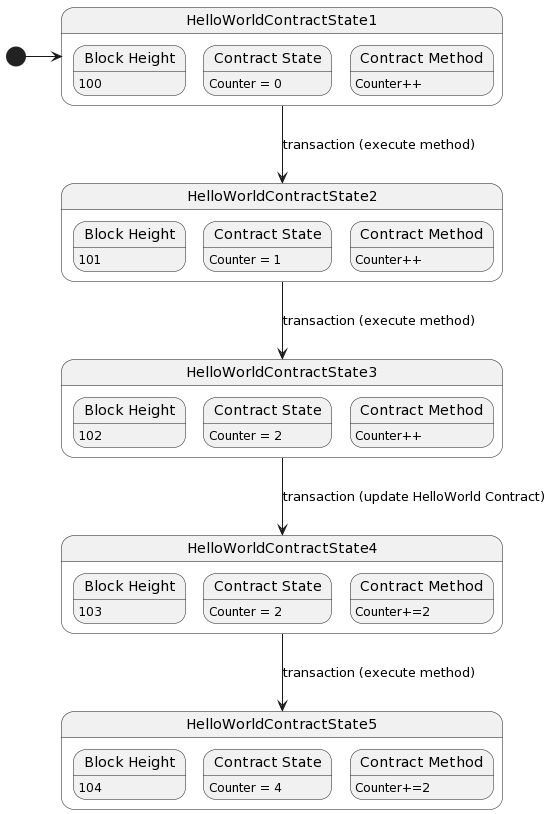 HelloWorldContractState1
Block Height Contract State Contract Method
100 Counter = 0 Counter++
transaction (execute method)
HelloWorldContractState2
Block Height Contract State Contract Method
101 Counter = 1 Counter++
transaction (execute method)
HelloWorldContractState3
Block Height Contract State Contract Method
102 Counter = 2 Counter++
transaction (update HelloWorld Contract)
HelloWorldContractState4
Block Height Contract State Contract Method
103 Counter = 2 Counter+=2
transaction (execute method)
HelloWorldContractState5
Block Height Contract State Contract Method
104 Counter = 4 Counter+=2